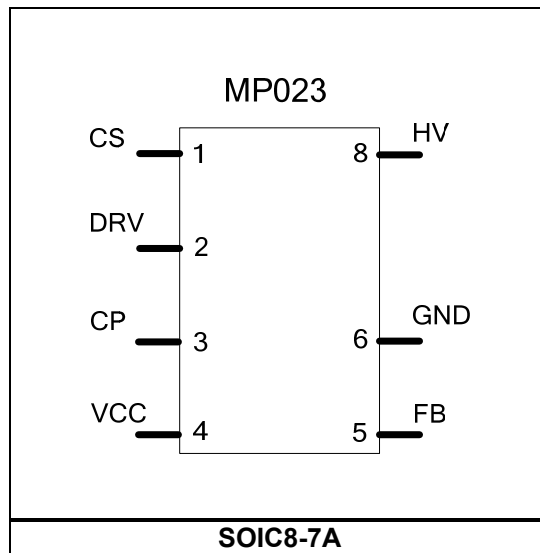 MP023
CS 1 8 HV
DRV 2
CP 3 6 GND
VCC 4 5 FB
SOIC8-7A